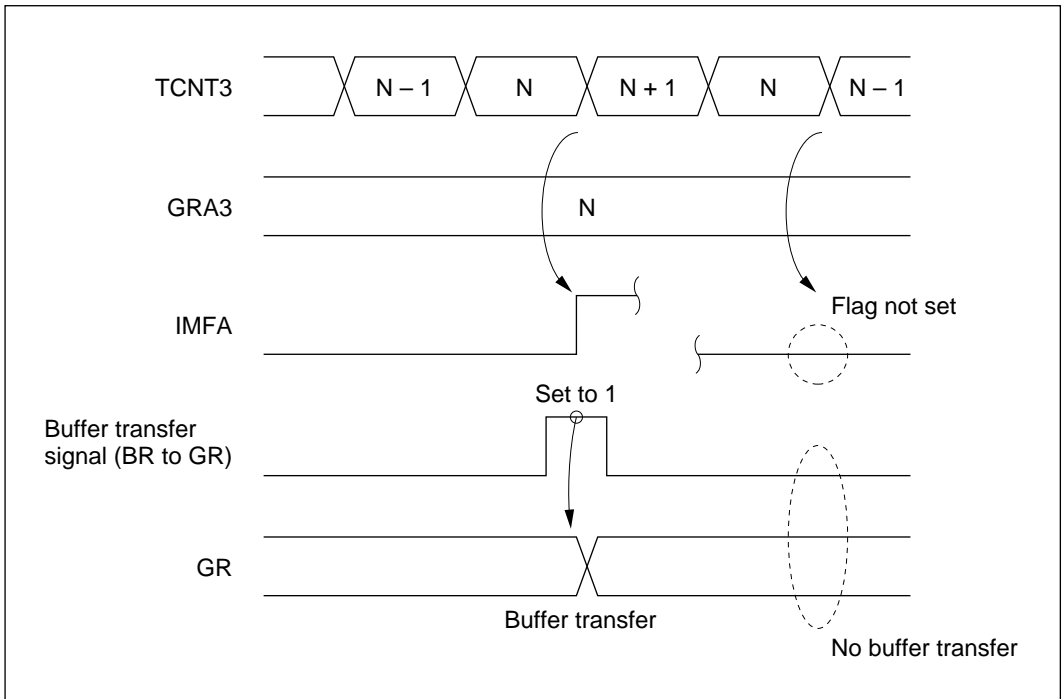 TCNT3
N – 1
N
N + 1
N
N – 1
GRA3
N
IMFA
Flag not set
Set to 1
Buffer transfer
signal (BR to GR)
GR
Buffer transfer
No buffer transfer